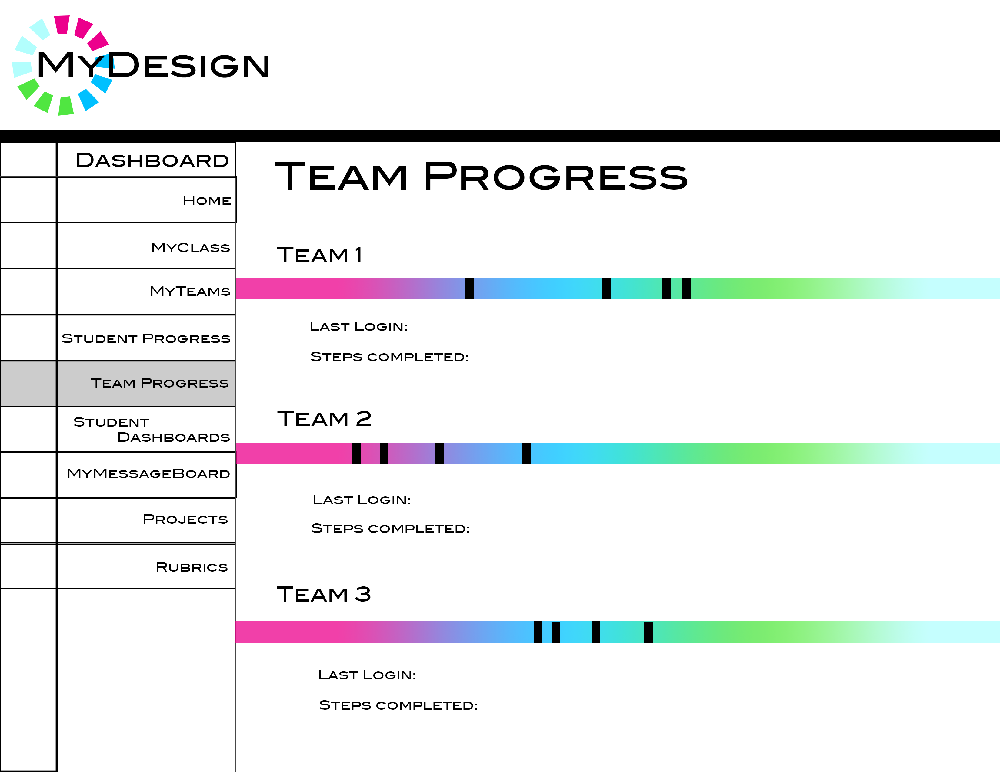 MyDesign
Dashboard
Home
MyClass
MyTeams
Student Progress
Team Progress
Student
Dashboards
MyMessageBoard
Projects
Rubrics
Team Progress
Team 1
Last Login:
Steps completed:
Team 2
Last Login:
Steps completed:
Team 3
Last Login:
Steps completed: